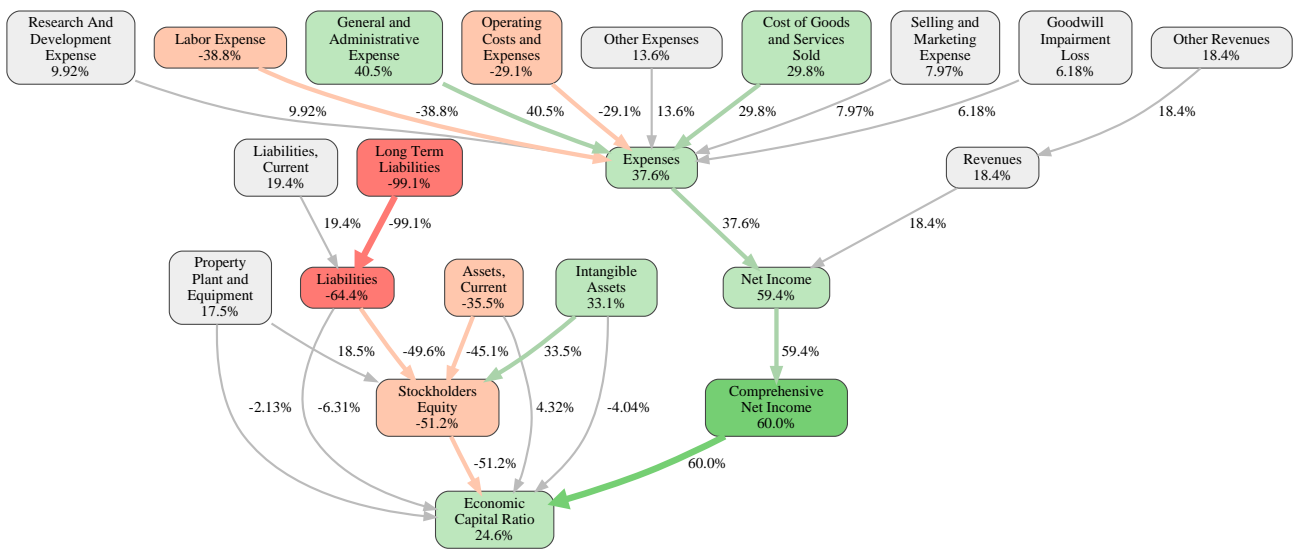 Research And
Development
Expense
9.92%
Labor Expense
-38.8%
General and
Administrative
Expense
40.5%
Operating
Costs and
Expenses
-29.1%
Other Expenses
13.6%
Cost of Goods
and Services
Sold
29.8%
Selling and
Marketing
Expense
7.97%
Goodwill
Impairment
Loss
6.18%
Other Revenues
18.4%
9.92%
-38.8%
40.5%
-29.1%
13.6%
29.8%
7.97%
6.18%
18.4%
Liabilities,
Current
19.4%
Long Term
Liabilities
-99.1%
Expenses
37.6%
Revenues
18.4%
19.4%
-99.1%
37.6%
18.4%
Property
Plant and
Equipment
17.5%
Liabilities
-64.4%
Assets,
Current
-35.5%
Intangible
Assets
33.1%
Net Income
59.4%
18.5%
-49.6%
-45.1%
33.5%
59.4%
Stockholders
Equity
-51.2%
Comprehensive
Net Income
60.0%
-2.13%
-6.31%
4.32%
-4.04%
-51.2%
60.0%
Economic
Capital Ratio
24.6%